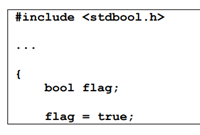 #include <stdbool.h>
...
{
bool flag;
flag = true;